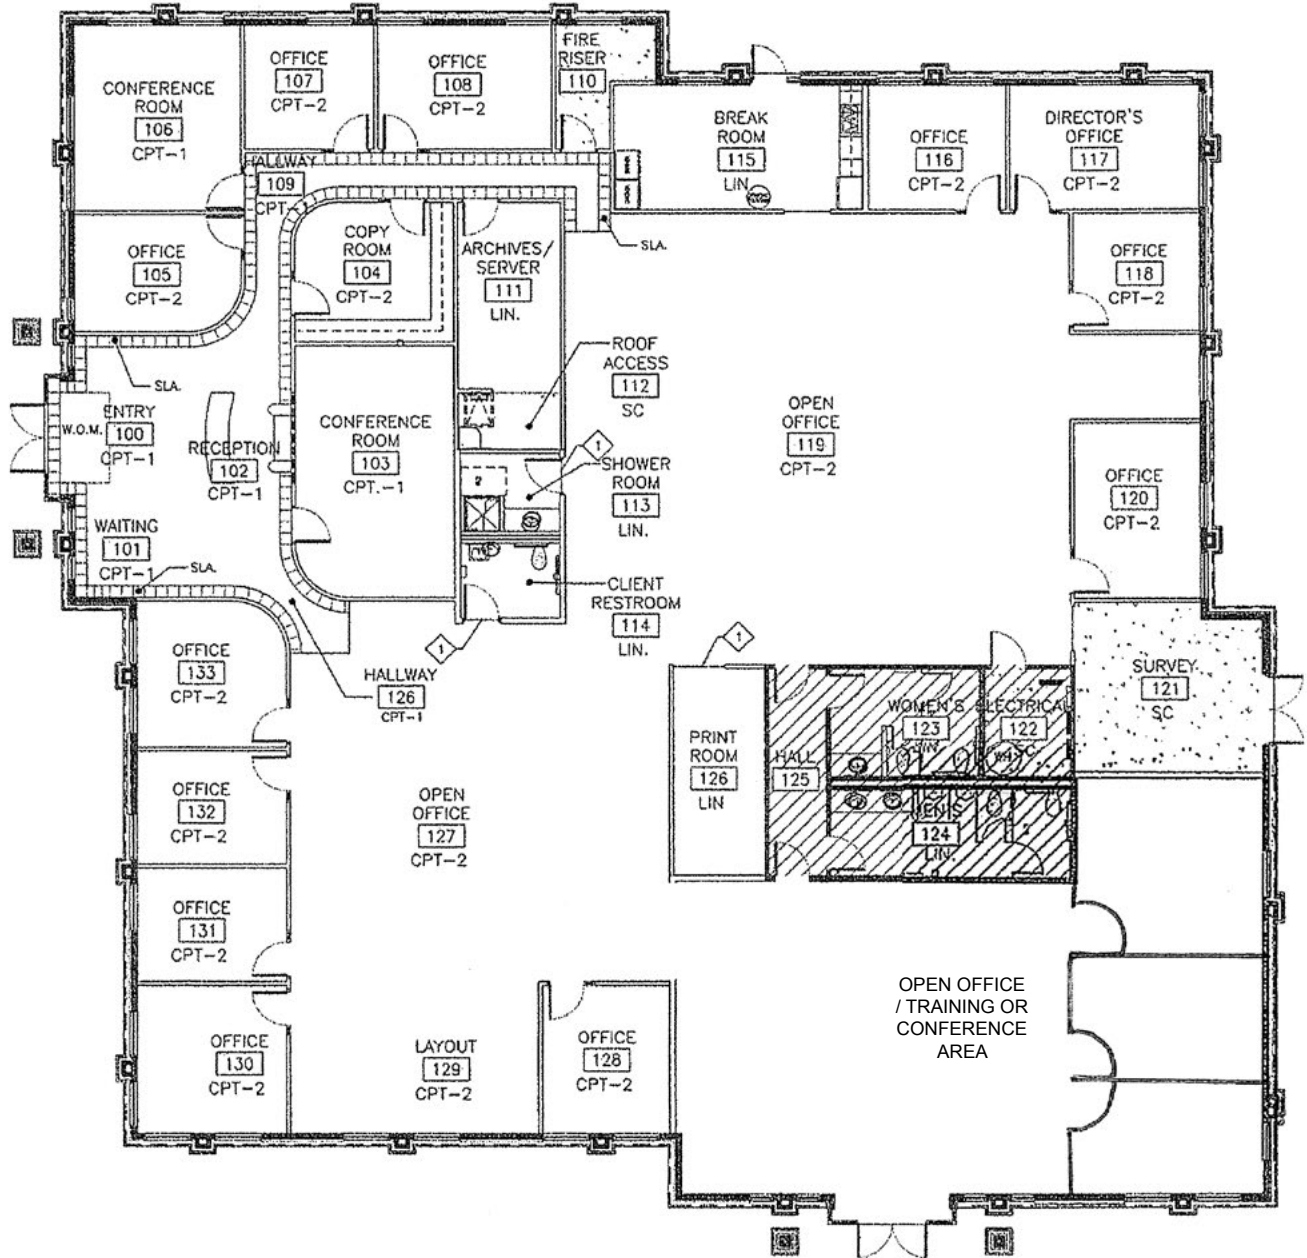 CONFERENCE
ROOM
106
CPT-1
OFFICE
107
CPT-2
OFFICE
108
CPT-2
FIRE
RISER
110
HALLWAY
109
CPT-
BREAK
ROOM
115
LIN
OFFICE
116
CPT-2
DIRECTOR'S
OFFICE
117
CPT-2
OFFICE
105
CPT-2
COPY
ROOM
104
CPT-2
ARCHIVES/
SERVER
111
LIN.
SLA.
OFFICE
118
CPT-2
ROOF
ACCESS
112
SC
SLA.
ENTRY
100
CPT-1
W.O.M.
RECEPTION
102
CPT-1
CONFERENCE
ROOM
103
CPT.-1
OPEN
OFFICE
119
CPT-2
1
SHOWER
ROOM
113
LIN.
OFFICE
120
CPT-2
WAITING
101
CPT-1
SLA.
CLIENT
RESTROOM
114
LIN.
1
1
OFFICE
133
CPT-2
HALLWAY
126
CPT-1
SURVEY
121
SC
PRINT
ROOM
126
LIN
HALL
125
WOMEN'S
123
LIN.
ELECTRICAL
122
SC
W.H.
MEN'S
124
LIN.
OFFICE
132
CPT-2
OPEN
OFFICE
127
CPT-2
OFFICE
131
CPT-2
OFFICE
130
CPT-2
LAYOUT
129
CPT-2
OFFICE
128
CPT-2
OPEN OFFICE
/ TRAINING OR
CONFERENCE
AREA